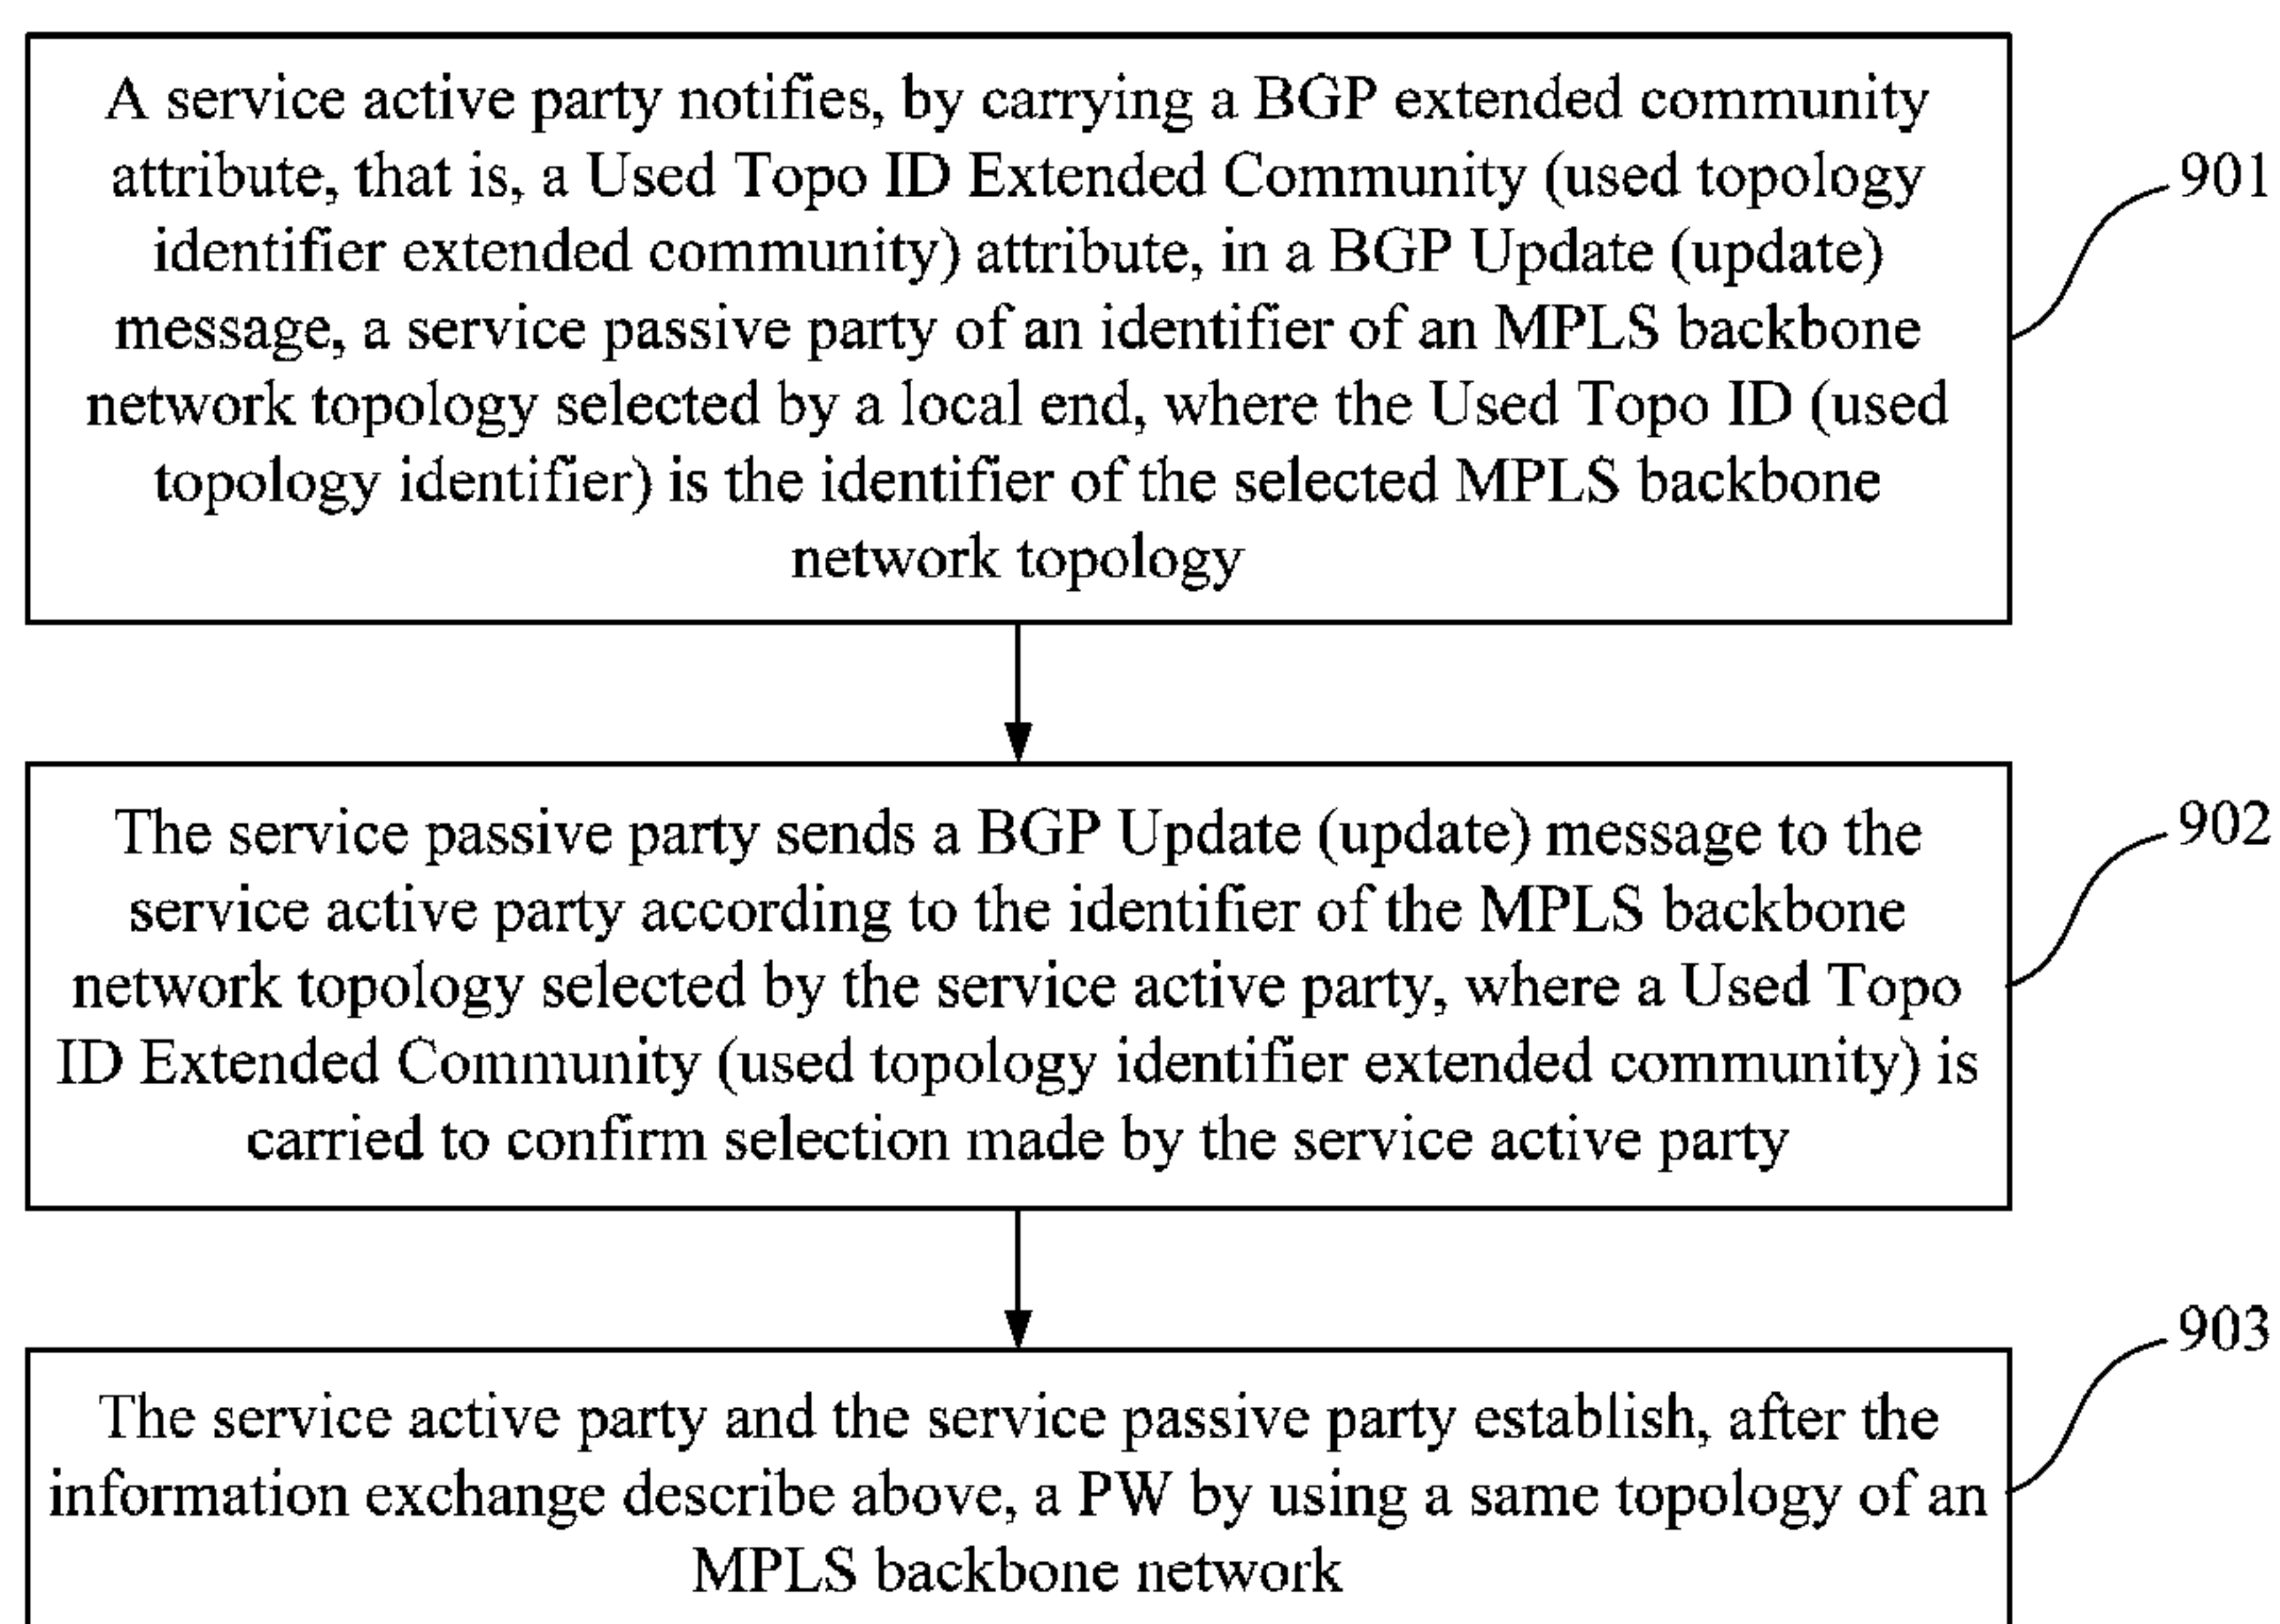 A service active party notifies, by carrying a BGP extended community
attribute, that is, a Used Topo ID Extended Community (used topology
identifier extended community) attribute, in a BGP Update (update)
message, a service passive party of an identifier of an MPLS backbone
network topology selected by a local end, where the Used Topo ID (used
topology identifier) is the identifier of the selected MPLS backbone
network topology
901
The service passive party sends a BGP Update (update) message to the
service active party according to the identifier of the MPLS backbone
network topology selected by the service active party, where a Used Topo
ID Extended Community (used topology identifier extended community) is
carried to confirm selection made by the service active party
902
The service active party and the service passive party establish, after the
information exchange describe above, a PW by using a same topology of an
MPLS backbone network
903